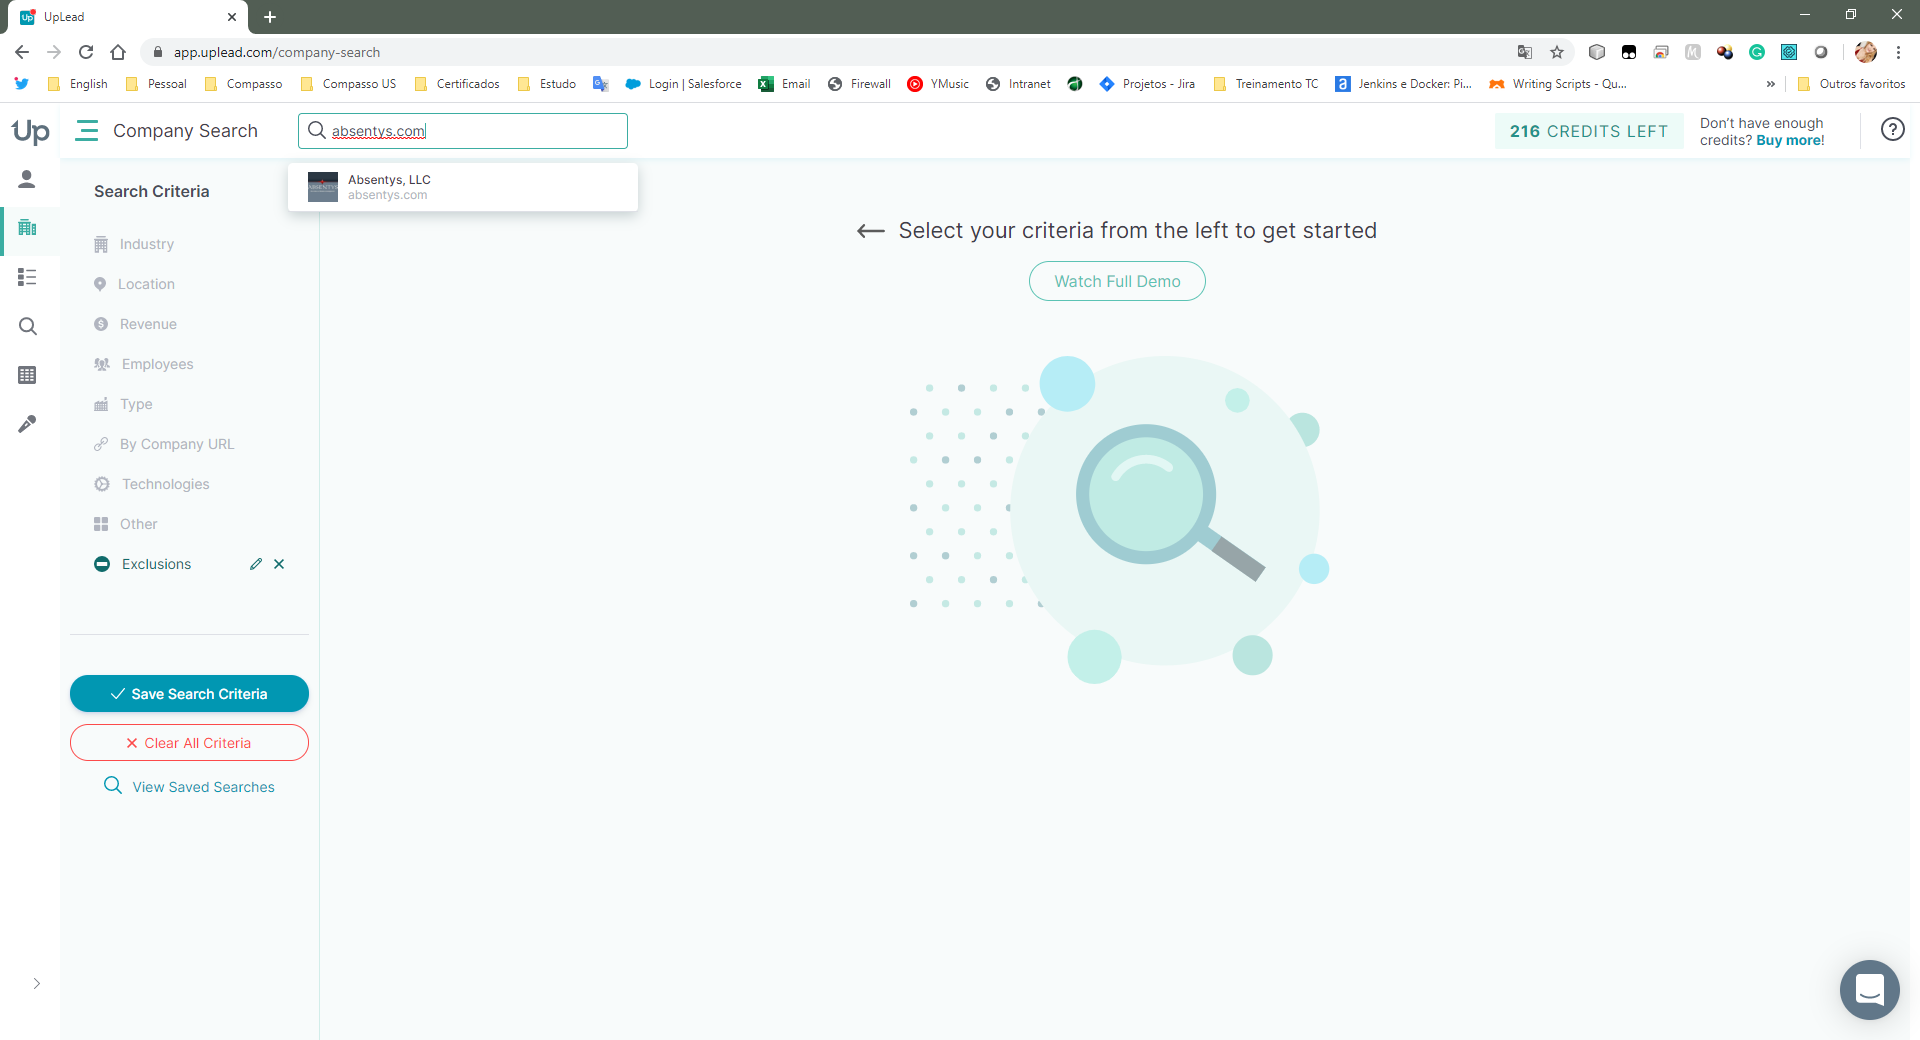 UpLead
app.uplead.com/company-search
English
Pessoal
Compasso
Compasso US
Certificados
Estudo
Login | Salesforce
Email
Firewall
YMusic
Intranet
Projetos - Jira
Treinamento TC
Jenkins e Docker: Pi...
Writing Scripts - Qu...
»
Outros favoritos
Up
Company Search
absentys.com
216 CREDITS LEFT
Don't have enough
credits? Buy more!
Absentys, LLC
absentys.com
Search Criteria
Industry
Location
Revenue
Employees
Type
By Company URL
Technologies
Other
Exclusions
Save Search Criteria
Clear All Criteria
View Saved Searches
Select your criteria from the left to get started
Watch Full Demo